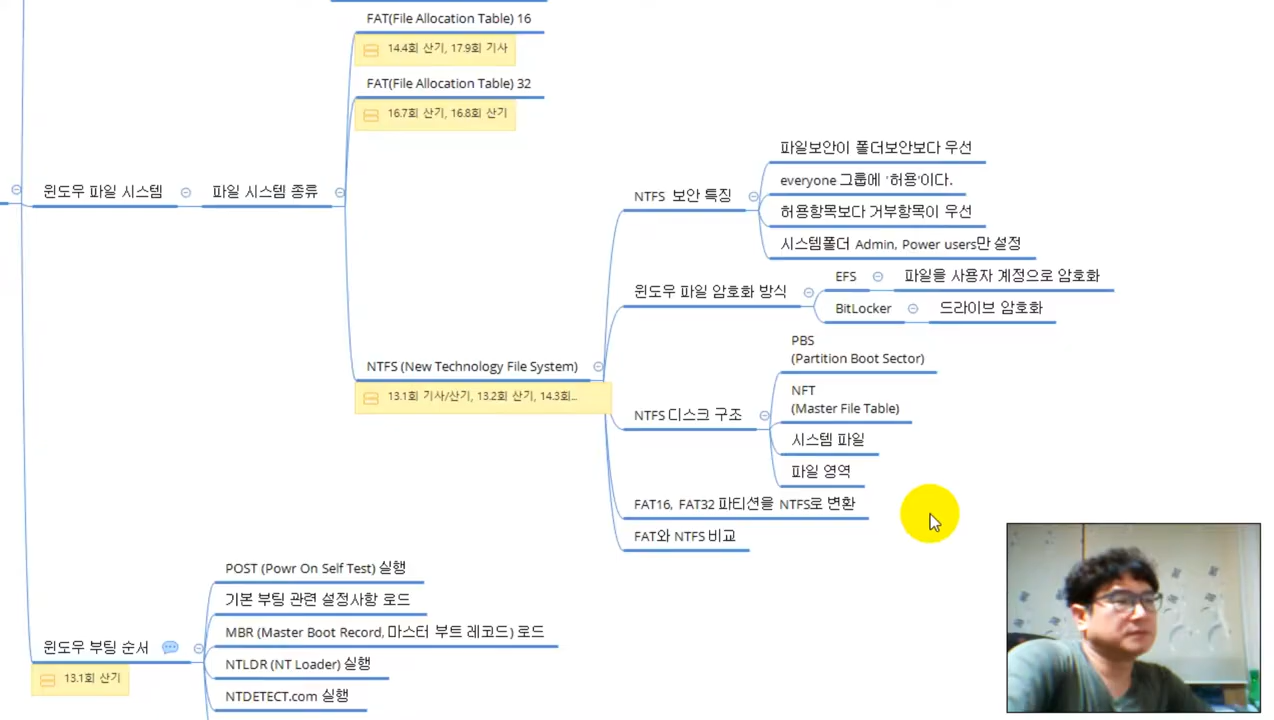 FAT(File Allocation Table) 16
14.4회 산기, 17.9회 기사
FAT(File Allocation Table) 32
16.7회 산기, 16.8회 산기
윈도우 파일 시스템
파일 시스템 종류
NTFS 보안 특징
파일보안이 폴더보안보다 우선
everyone 그룹에 '허용'이다.
허용항목보다 거부항목이 우선
시스템폴더 Admin, Power users만 설정
윈도우 파일 암호화 방식
EFS
파일을 사용자 계정으로 암호화
BitLocker
드라이브 암호화
NTFS (New Technology File System)
13.1회 기사/산기, 13.2회 산기, 14.3회...
NTFS 디스크 구조
PBS
(Partition Boot Sector)
NFT
(Master File Table)
시스템 파일
파일 영역
FAT16, FAT32 파티션을 NTFS로 변환
FAT와 NTFS 비교
윈도우 부팅 순서
13.1회 산기
POST (Powr On Self Test) 실행
기본 부팅 관련 설정사항 로드
MBR (Master Boot Record, 마스터 부트 레코드) 로드
NTLDR (NT Loader) 실행
NTDETECT.com 실행